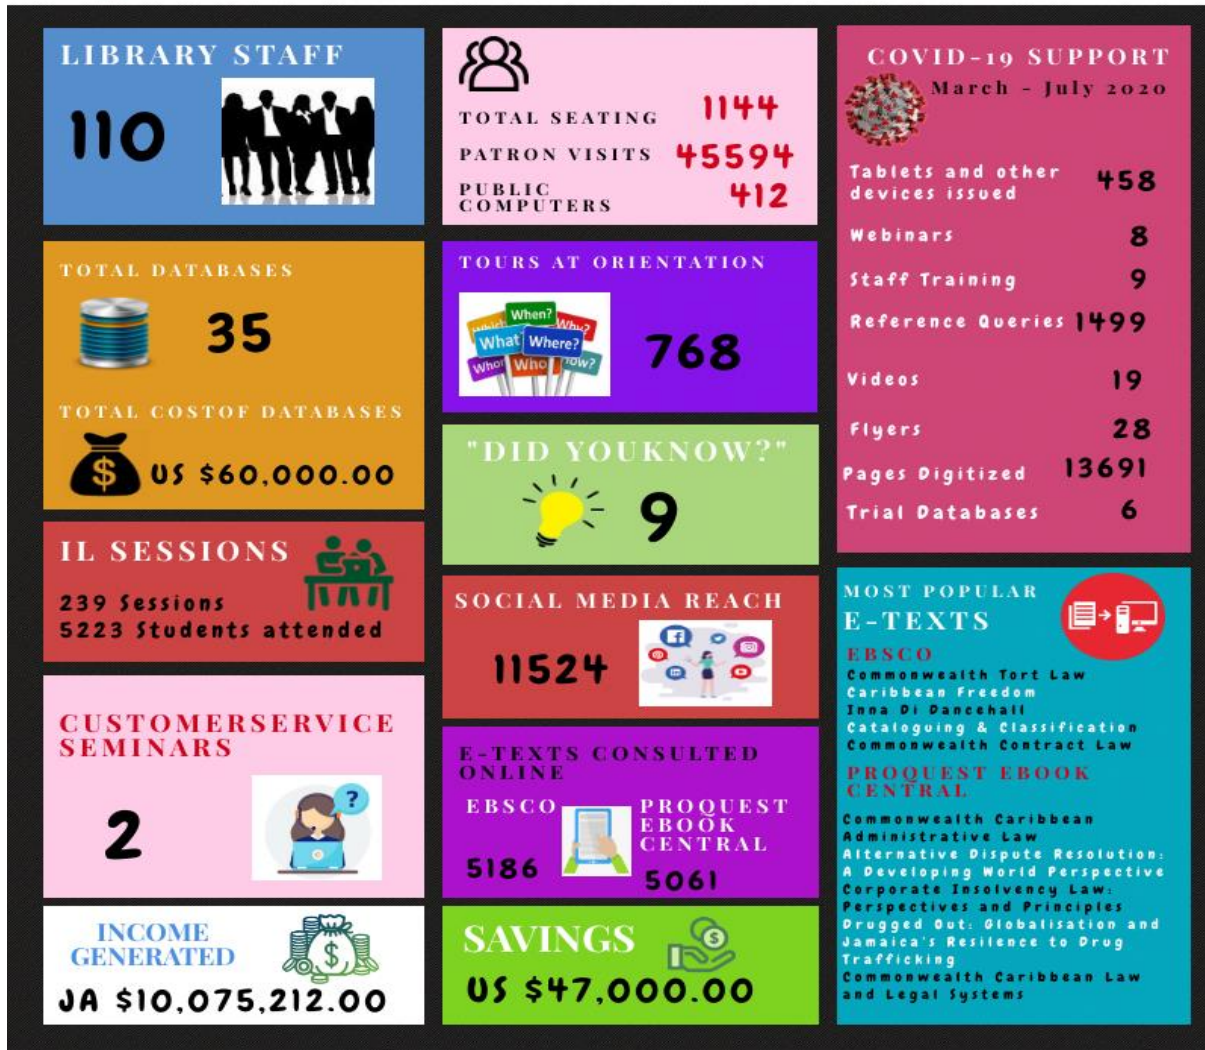 LIBRARY STAFF
110
TOTAL SEATING 1144
PATRON VISITS 45594
PUBLIC
COMPUTERS 412
COVID-19 SUPPORT
March - July 2020
Tablets and other
devices issued 458
Webinars 8
Staff Training 9
Reference Queries 1499
Videos 19
Flyers 28
Pages Digitized 13691
Trial Databases 6
TOTAL DATABASES
35
TOTAL COSTOF DATABASES
$
US $60,000.00
TOURS AT ORIENTATION
When?
Which Why?
What Where?
Who Who How?
768
"DID YOUKNOW?"
9
IL SESSIONS
239 Sessions
5223 Students attended
SOCIAL MEDIA REACH
11524
MOST POPULAR
E-TEXTS
EBSCO
Commonwealth Tort Law
Caribbean Freedom
Inna Di Dancehall
Cataloguing & Classification
Commonwealth Contract Law
PROQUEST EBOOK
CENTRAL
Commonwealth Caribbean
Administrative Law
Alternative Dispute Resolution:
A Developing World Perspective
Corporate Insolvency Law:
Perspectives and Principles
Drugged Out: Globalisation and
Jamaica's Resilence to Drug
Trafficking
Commonwealth Caribbean Law
and Legal Systems
CUSTOMERSERVICE
SEMINARS
?
2
E-TEXTS CONSULTED
ONLINE
EBSCO
5186
PROQUEST
EBOOK
CENTRAL
5061
INCOME
GENERATED
$
JA $10,075,212.00
SAVINGS
$
US $47,000.00